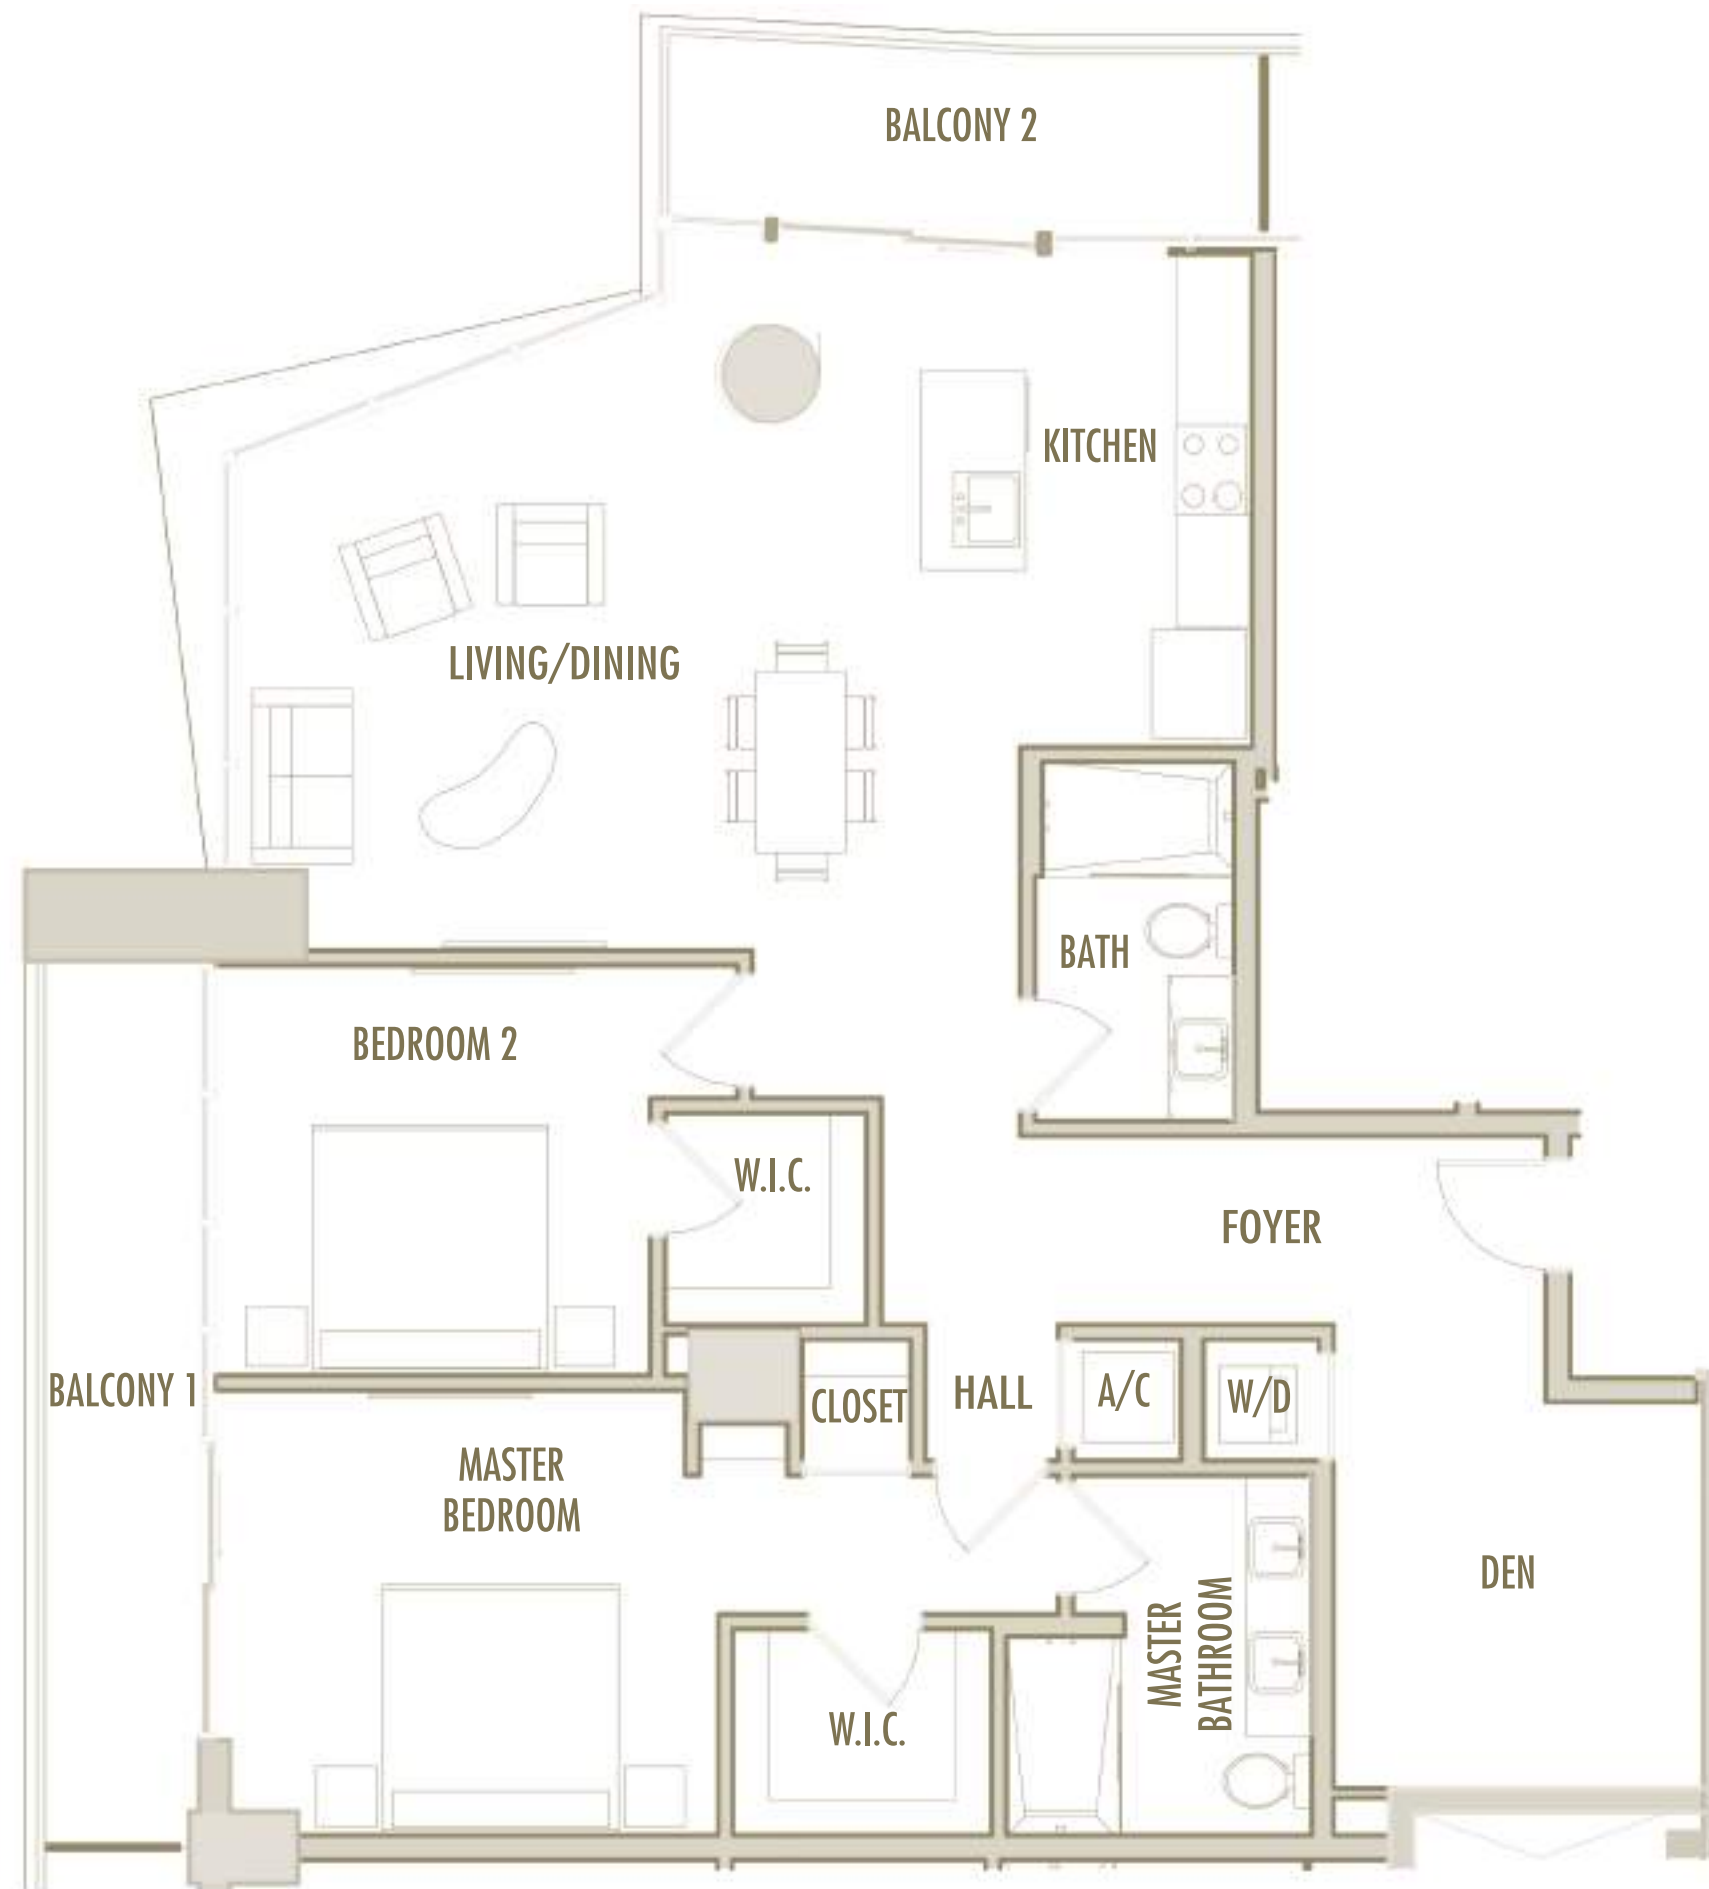 BALCONY 2
KITCHEN
LIVING/DINING
BATH
BEDROOM 2
W.I.C.
FOYER
BALCONY 1
CLOSET
HALL
A/C
W/D
MASTER
BEDROOM
DEN
MASTER
BATHROOM
W.I.C.